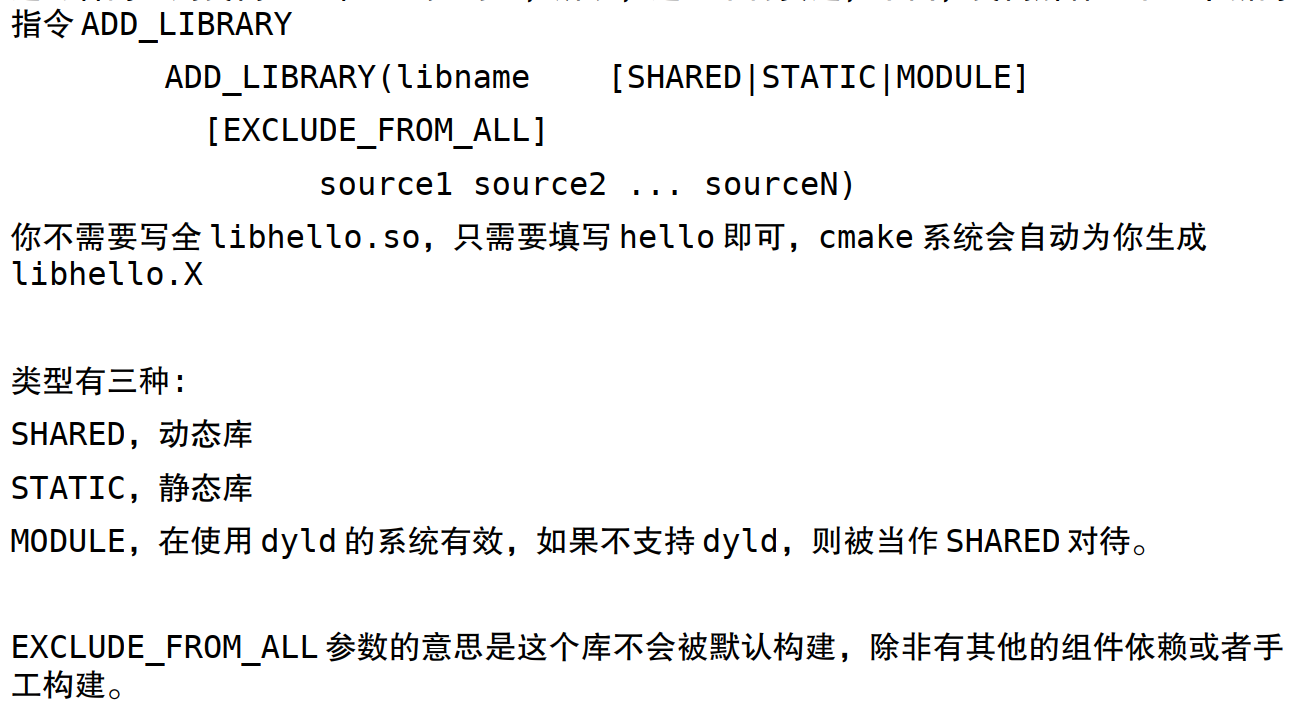 指令 ADD_LIBRARY
ADD_LIBRARY(libname [SHARED|STATIC|MODULE]
[EXCLUDE_FROM_ALL]
source1 source2 ... sourceN)
你不需要写全 libhello.so，只需要填写 hello 即可，cmake 系统会自动为你生成
libhello.X
类型有三种:
SHARED，动态库
STATIC，静态库
MODULE，在使用 dyld 的系统有效，如果不支持 dyld，则被当作 SHARED 对待。
EXCLUDE_FROM_ALL 参数的意思是这个库不会被默认构建，除非有其他的组件依赖或者手
工构建。